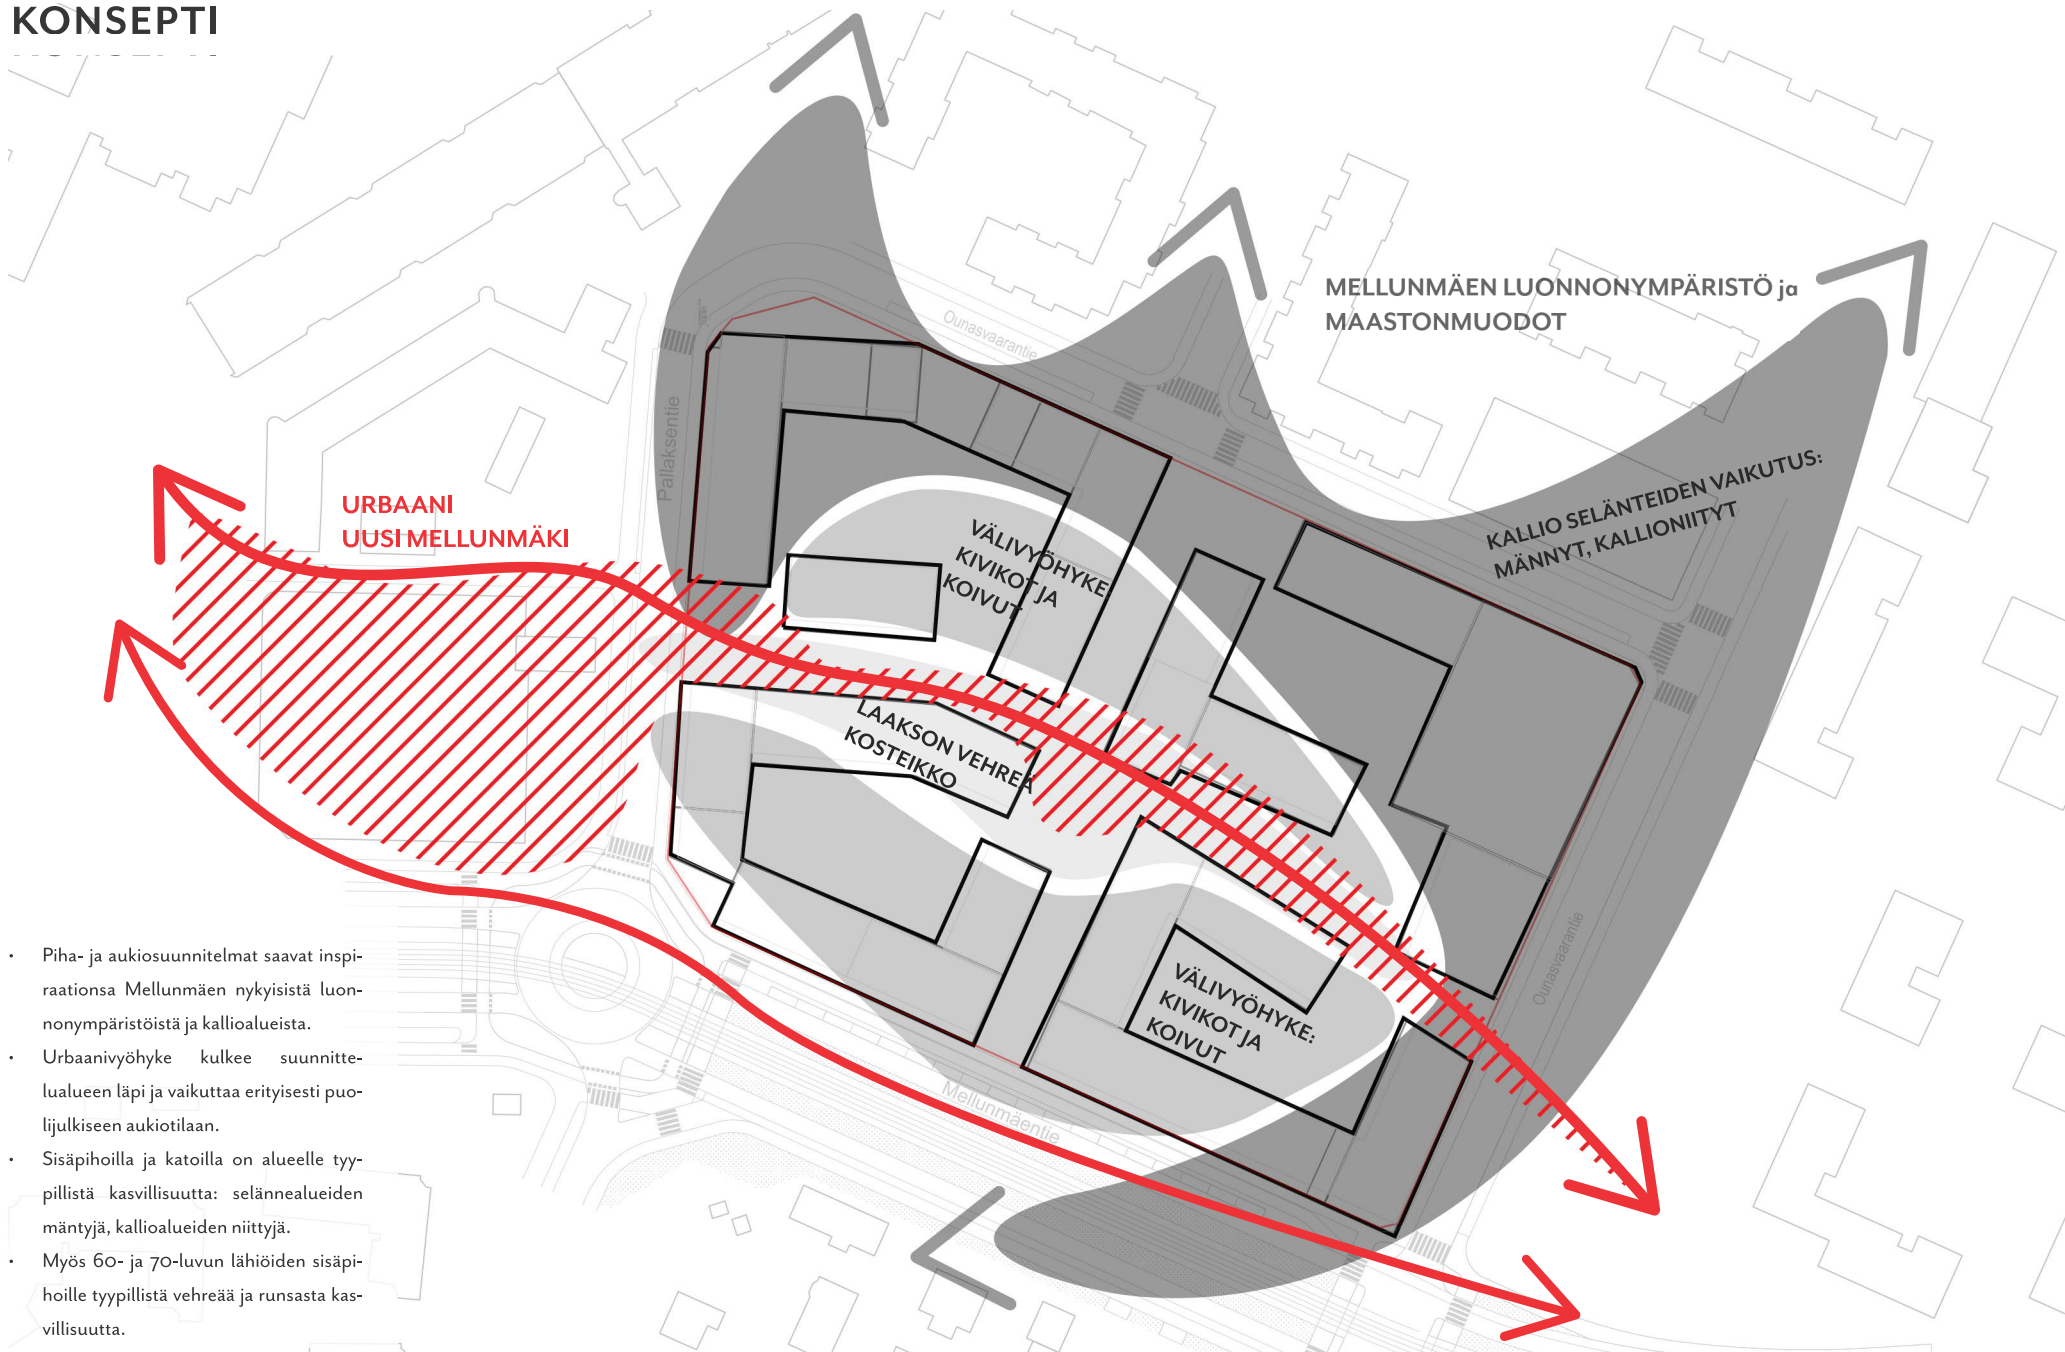 KONSEPTI
Ounasvaarantie
MELLUNMÄEN LUONNONYMPÄRISTÖ ja
MAASTONMUODOT
Pallaksentie
URBAANI
UUSI MELLUNMÄKI
KALLIO SELÄNTEIDEN VAIKUTUS:
MÄNNYT, KALLIONIITYT
VÄLIVYÖHYKE:
KIVIKOT JA
KOIVUT
LAAKSON VEHREÄ
KOSTEIKKO
VÄLIVYÖHYKE:
KIVIKOT JA
KOIVUT
Ounasvaarantie
Mellunmäentie
• Piha- ja aukiosuunnitelmat saavat inspi-
raationsa Mellunmäen nykyisistä luon-
nonympäristöistä ja kallioalueista.
• Urbaanivyöhyke kulkee suunnitte-
lualueen läpi ja vaikuttaa erityisesti puo-
lijulkiseen aukiotilaan.
• Sisäpihoilla ja katoilla on alueelle tyy-
pillistä kasvillisuutta: selännealueiden
mäntyjä, kallioalueiden niittyjä.
• Myös 60- ja 70-luvun lähiöiden sisäpi-
hoille tyypillistä vehreää ja runsasta kas-
villisuutta.